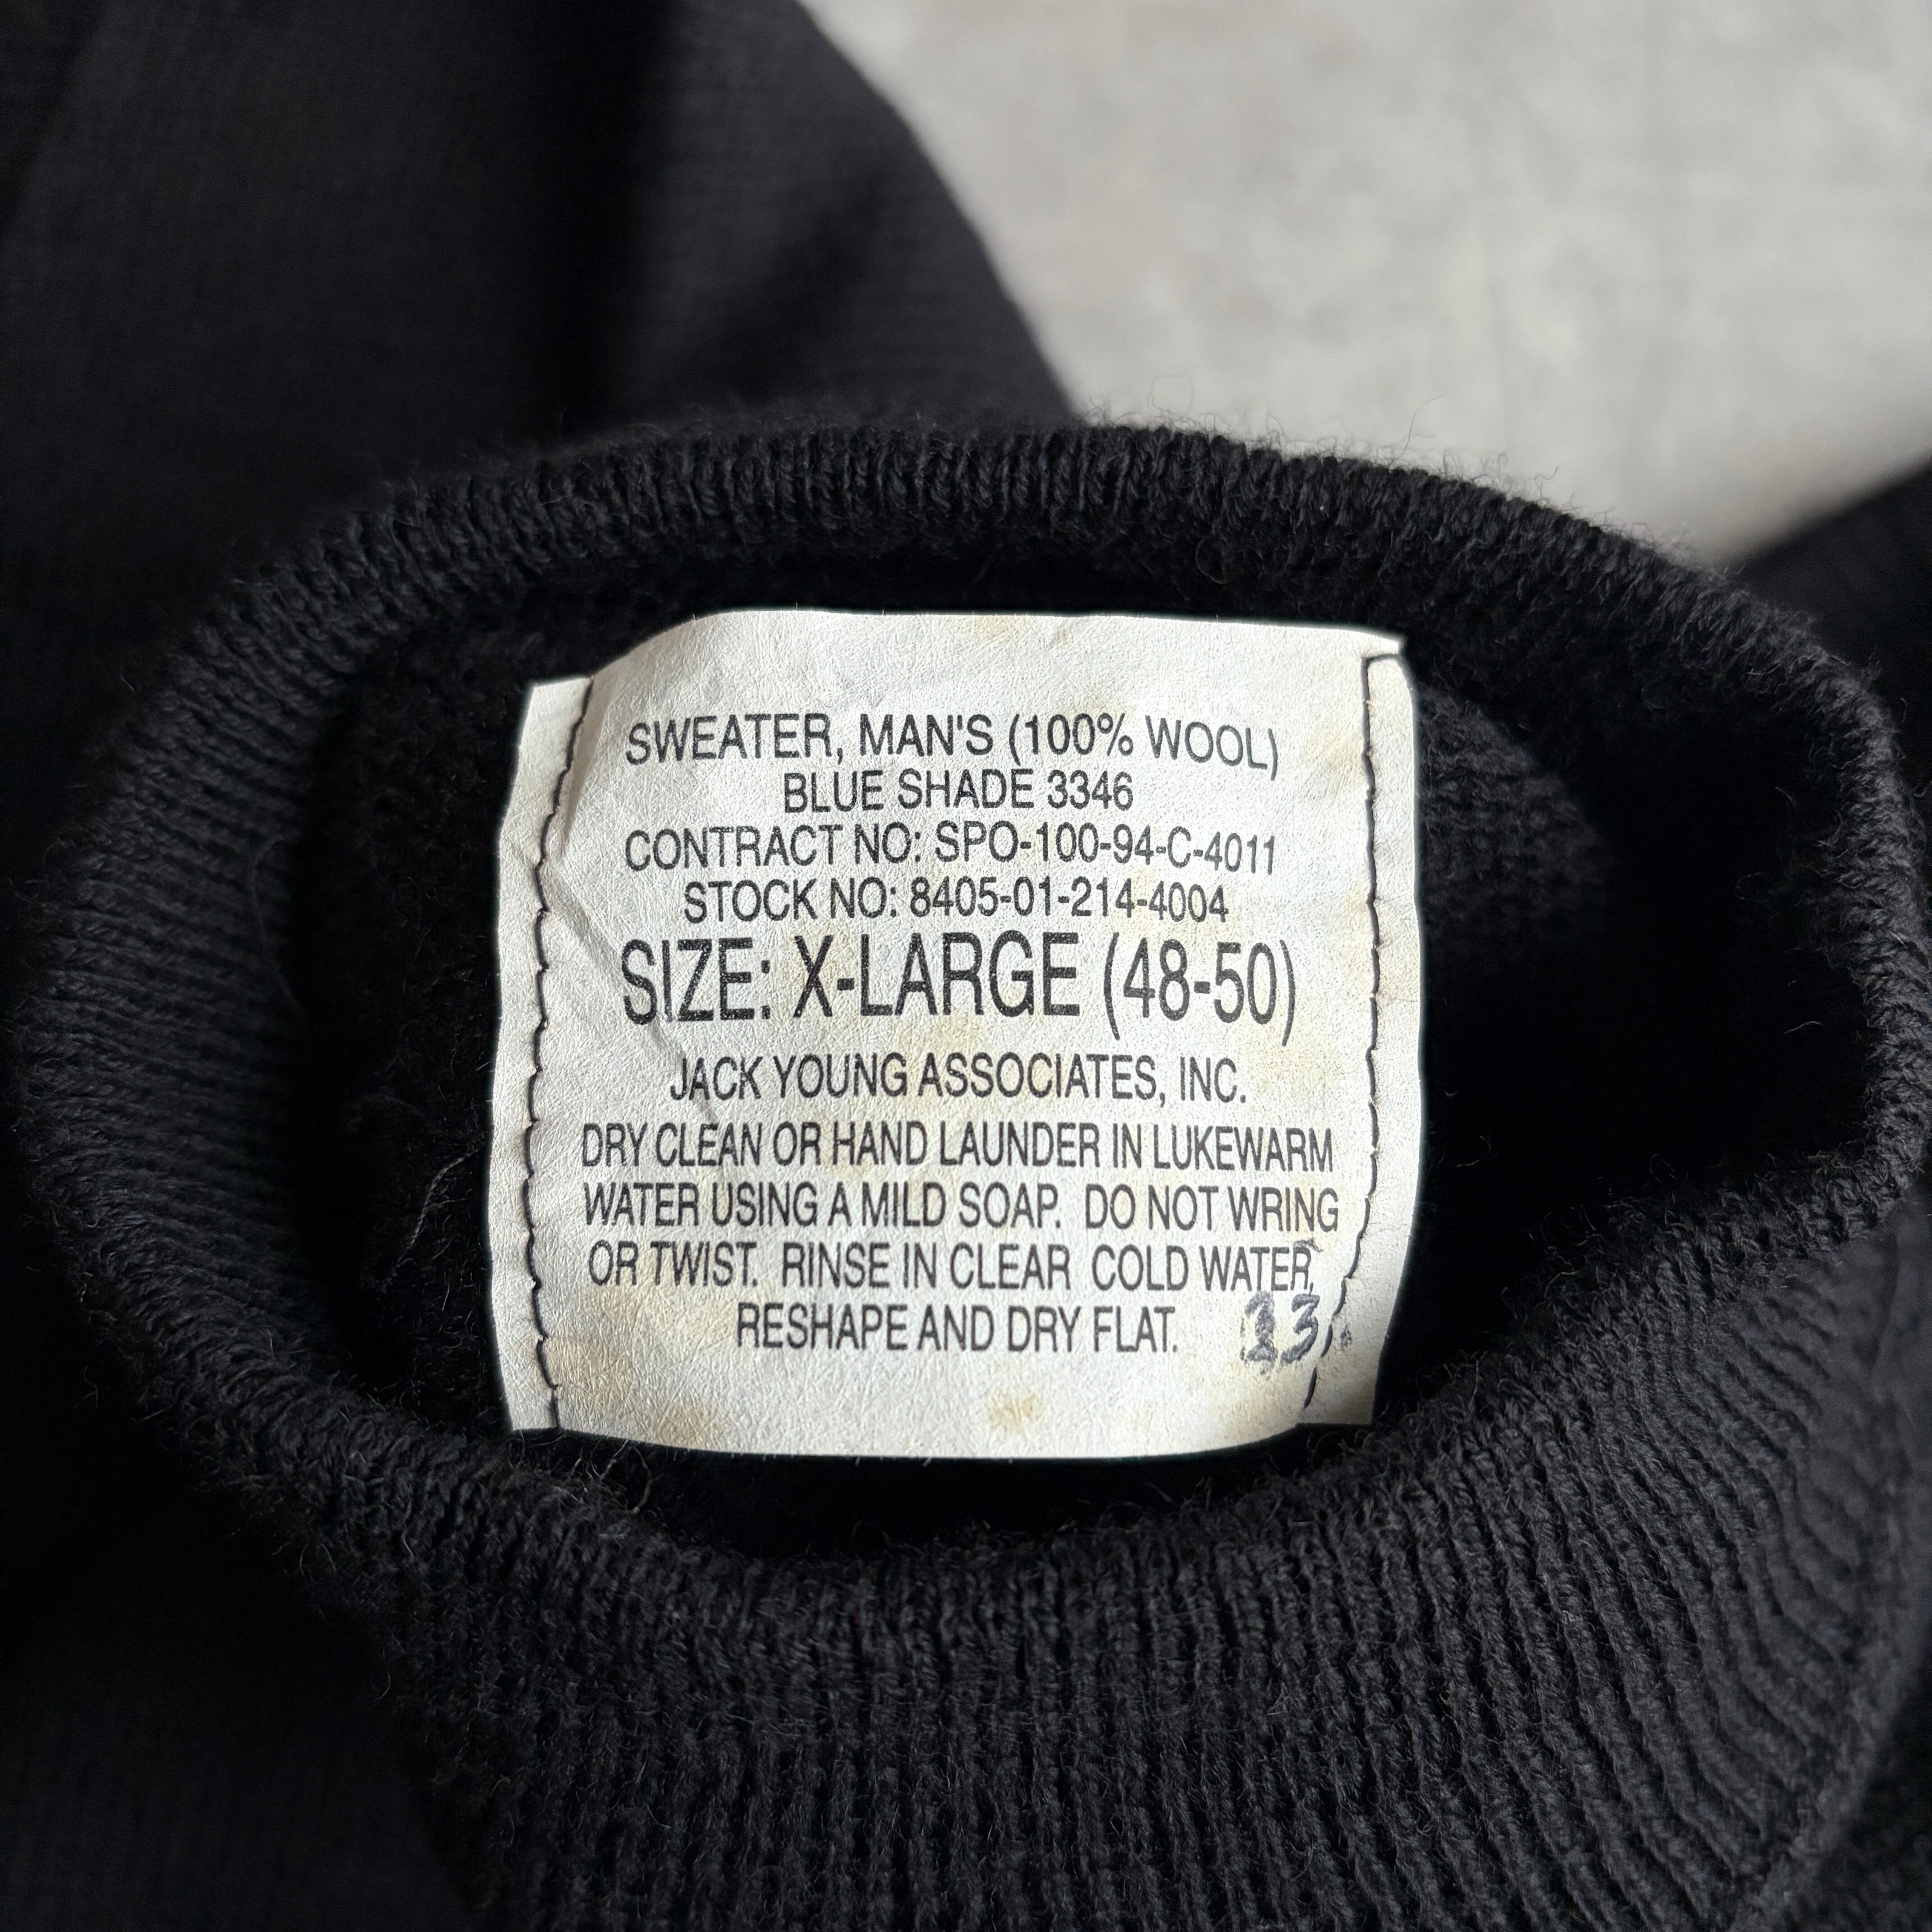 SWEATER, MAN'S (100% WOOL)
BLUE SHADE 3346
CONTRACT NO: SPO-100-94-C-4011
STOCK NO: 8405-01-214-4004
SIZE: X-LARGE (48-50)
JACK YOUNG ASSOCIATES, INC.
DRY CLEAN OR HAND LAUNDER IN LUKEWARM
WATER USING A MILD SOAP. DO NOT WRING
OR TWIST. RINSE IN CLEAR COLD WATER,
RESHAPE AND DRY FLAT.